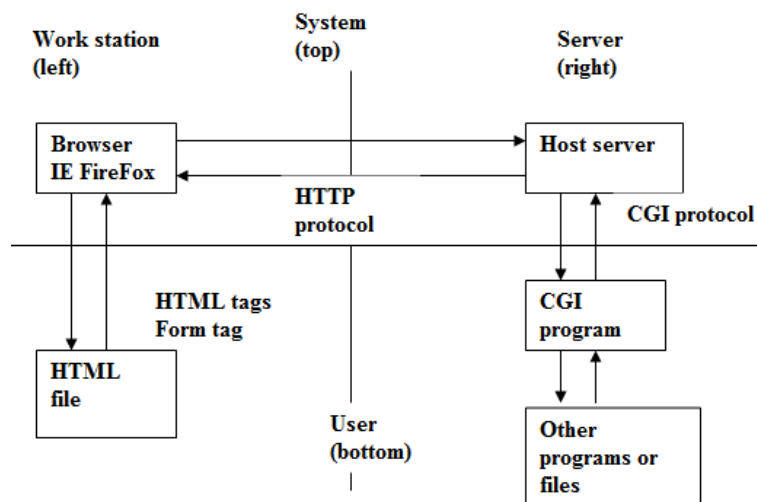 Work station
(left)
System
(top)
Server
(right)
Browser
IE FireFox
Host server
HTTP
protocol
CGI protocol
HTML tags
Form tag
CGI
program
HTML
file
User
(bottom)
Other
programs or
files